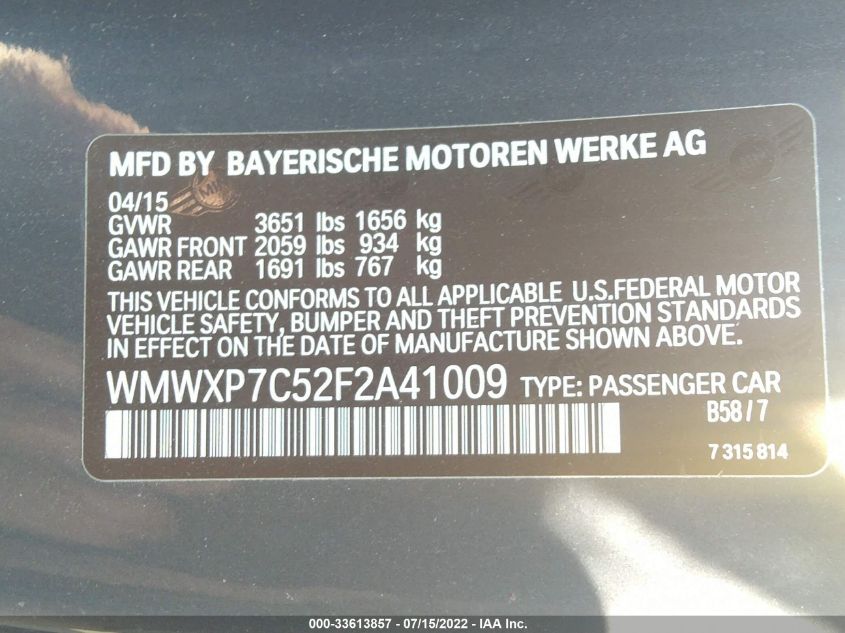 MFD BY BAYERISCHE MOTOREN WERKE AG
04/15
GVWR 3651 lbs 1656 kg
GAWR FRONT 2059 lbs 934 kg
GAWR REAR 1691 lbs 767 kg
THIS VEHICLE CONFORMS TO ALL APPLICABLE U.S.FEDERAL MOTOR
VEHICLE SAFETY, BUMPER AND THEFT PREVENTION STANDARDS
IN EFFECT ON THE DATE OF MANUFACTURE SHOWN ABOVE.
WMWXP7C52F2A41009 TYPE: PASSENGER CAR
B58/7
7 315 814
000-33613857 - 07/15/2022 - IAA Inc.